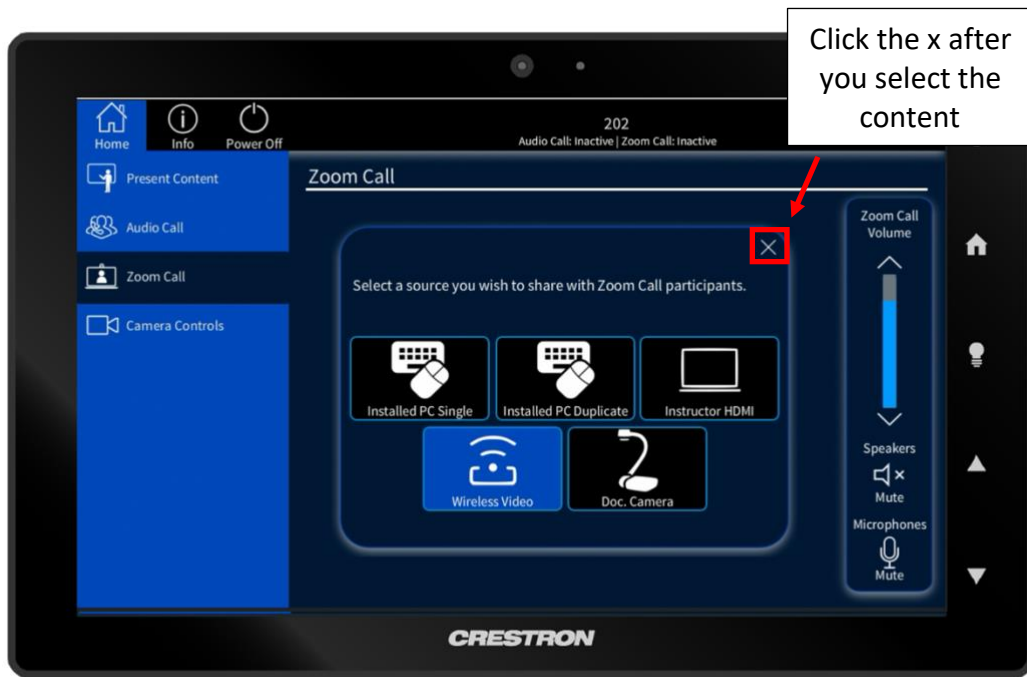 Click the x after
you select the
content
Home
Info
Power Off
202
Audio Call: Inactive | Zoom Call: Inactive
Present Content
Audio Call
Zoom Call
Camera Controls
Zoom Call
Select a source you wish to share with Zoom Call participants.
Installed PC Single
Installed PC Duplicate
Instructor HDMI
Wireless Video
Doc. Camera
Zoom Call
Volume
Speakers
Mute
Microphones
Mute
CRESTRON